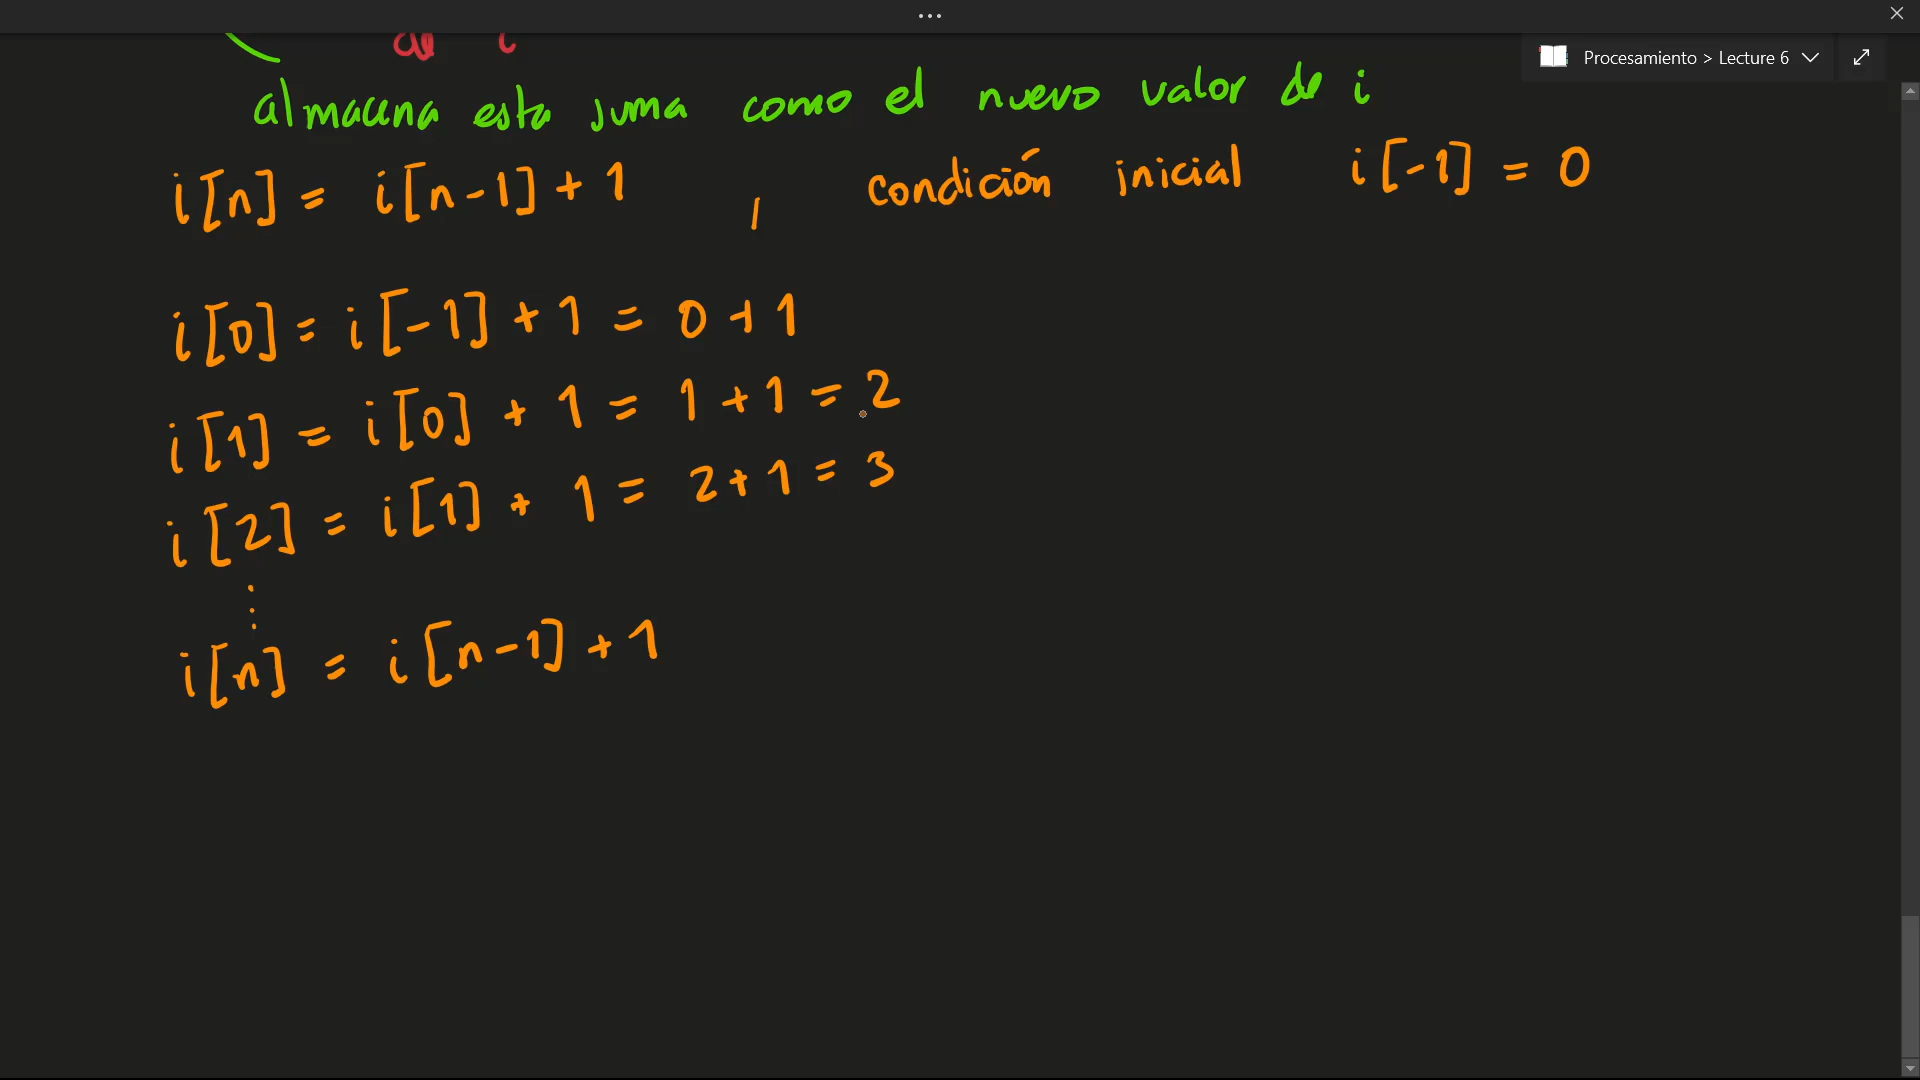 ...
Procesamiento > Lecture 6
de i
almacena esta suma como el nuevo valor de i
i[n] = i[n-1] + 1 , condición inicial i[-1] = 0
i[0] = i[-1] + 1 = 0 + 1
i[1] = i[0] + 1 = 1 + 1 = 2
i[2] = i[1] + 1 = 2 + 1 = 3
⋮
i[n] = i[n-1] + 1